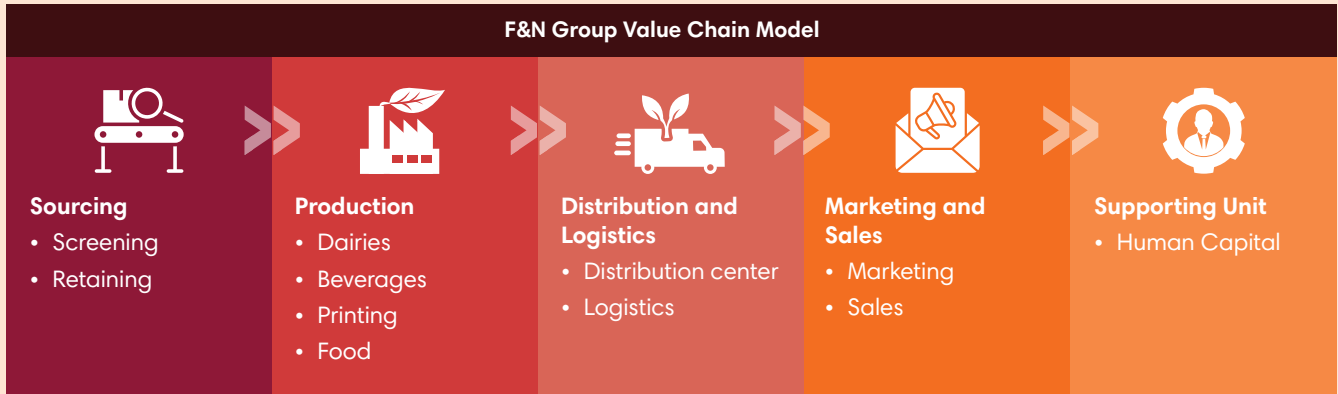 F&N Group Value Chain Model
Sourcing
• Screening
• Retaining
Production
• Dairies
• Beverages
• Printing
• Food
Distribution and
Logistics
• Distribution center
• Logistics
Marketing and
Sales
• Marketing
• Sales
Supporting Unit
• Human Capital